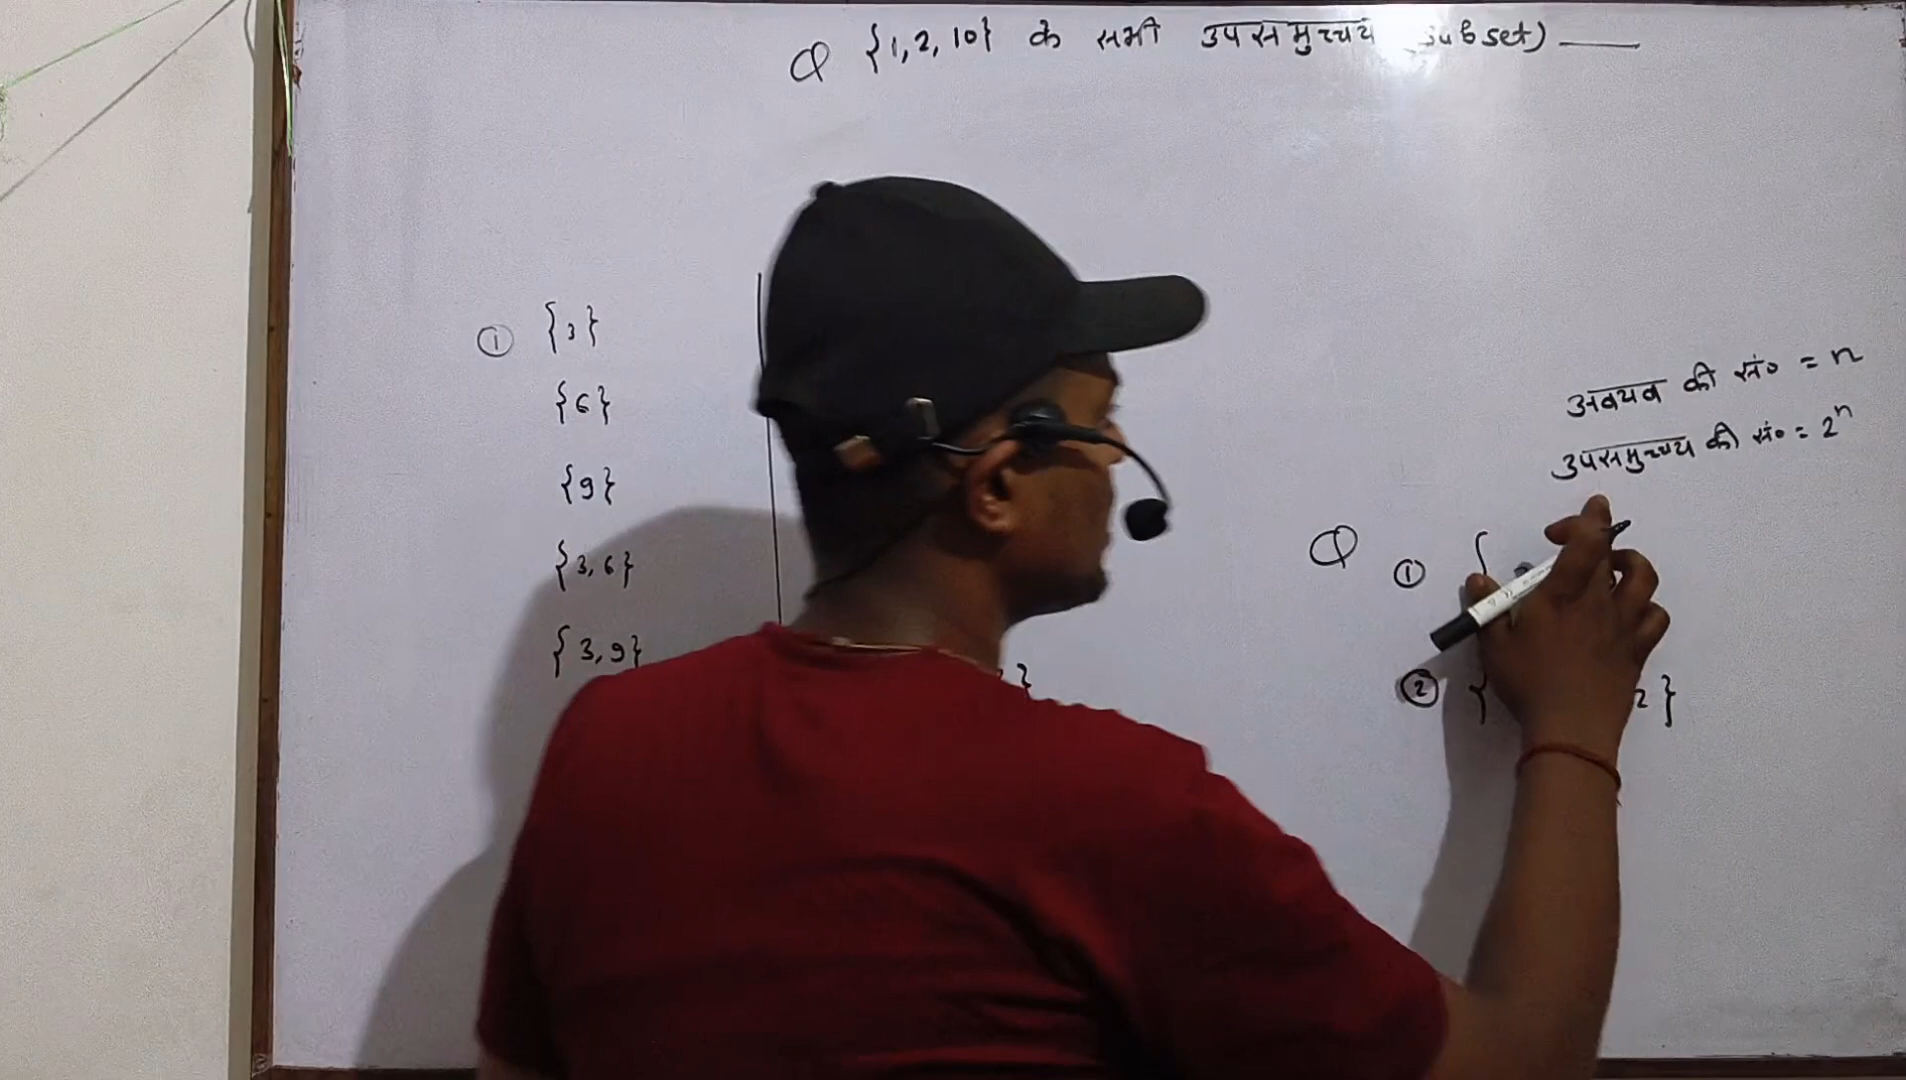 Q {1, 2, 10} के सभी उपसमुच्चय subset) ___
① {3}
{6}
{9}
{3, 6}
{3, 9}
अवयव की सं० = n
उपसमुच्चय की सं० = 2ⁿ
Q ① {
② { 2}
}